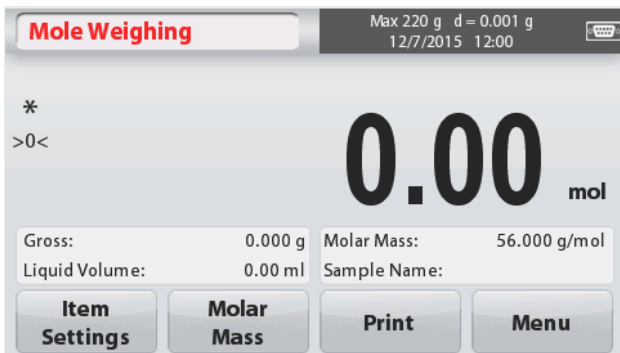 Mole Weighing
Max 220 g d = 0.001 g
12/7/2015 12:00
*
>0<
0.00 mol
Gross: 0.000 g
Liquid Volume: 0.00 ml
Molar Mass: 56.000 g/mol
Sample Name:
Item Settings
Molar Mass
Print
Menu